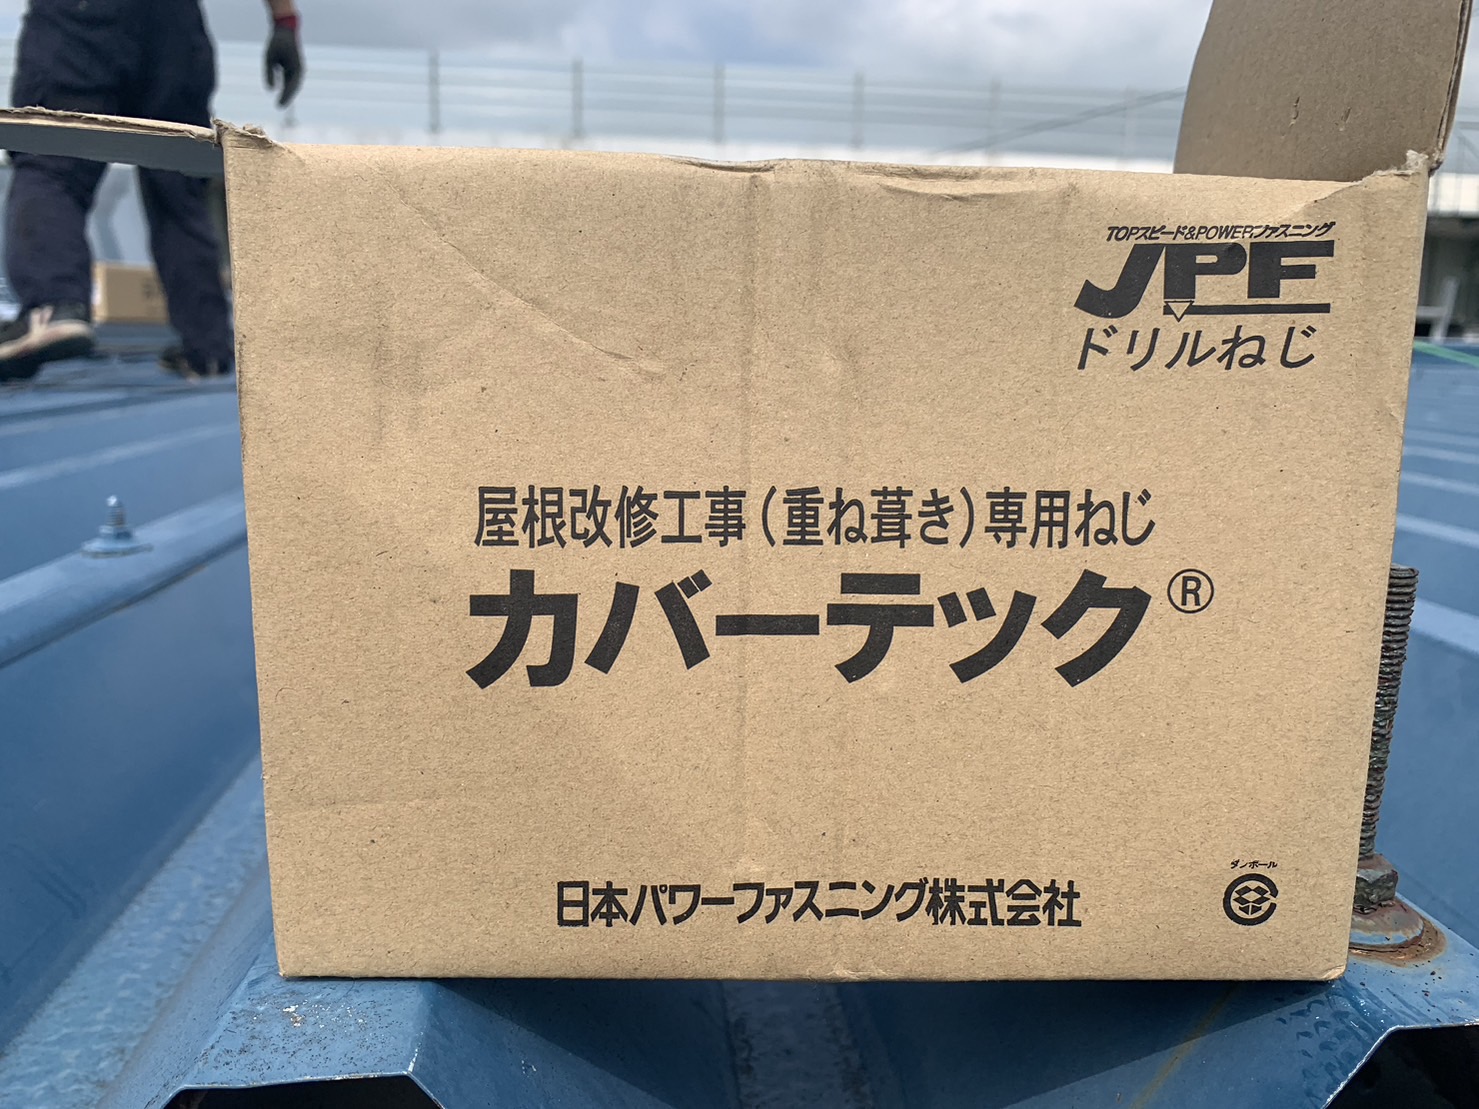 TOPスピード&POWERファスニング
JPF
ドリルねじ
屋根改修工事(重ね葺き)専用ねじ
カバーテック®
ダンボール
日本パワーファスニング株式会社